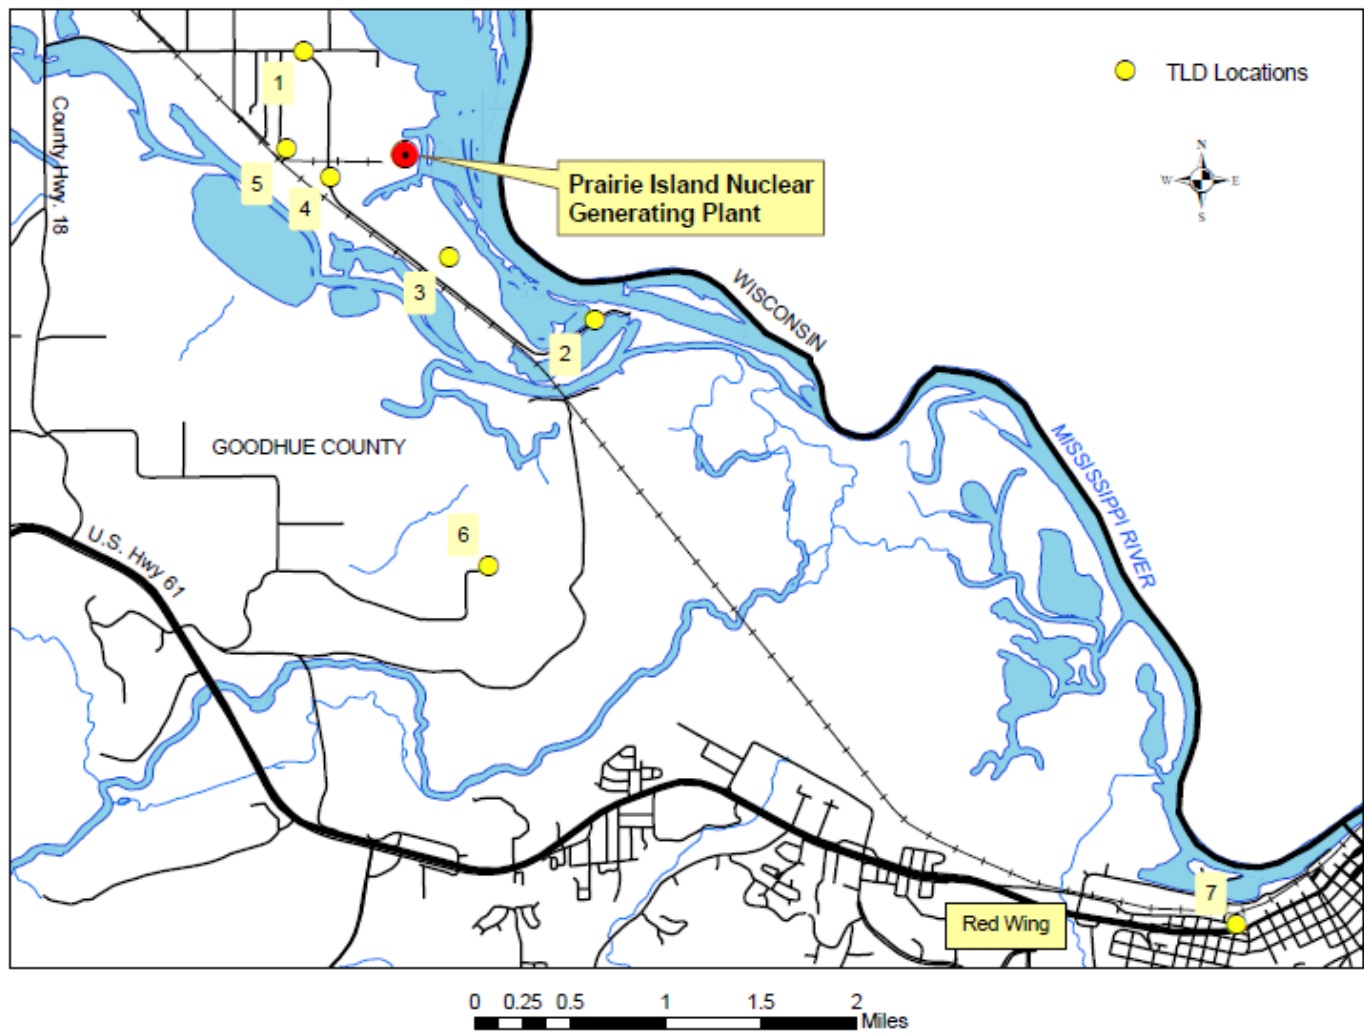 TLD Locations
N
W E
S
1
County Hwy. 18
5
4
Prairie Island Nuclear
Generating Plant
3
WISCONSIN
2
GOODHUE COUNTY
MISSISSIPPI RIVER
6
U.S. Hwy 61
7
Red Wing
0 0.25 0.5 1 1.5 2
Miles